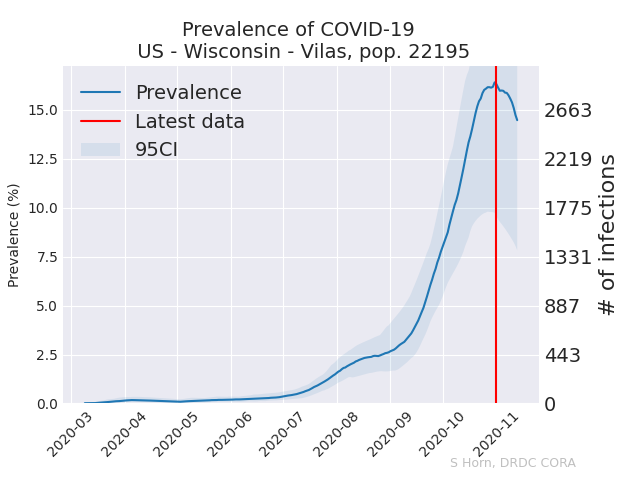 Prevalence of COVID-19
US - Wisconsin - Vilas, pop. 22195
Prevalence
Latest data
95CI
Prevalence (%)
15.0
12.5
10.0
7.5
5.0
2.5
0.0
2663
2219
1775
1331
887
443
0
# of infections
2020-03
2020-04
2020-05
2020-06
2020-07
2020-08
2020-09
2020-10
2020-11
S Horn, DRDC CORA